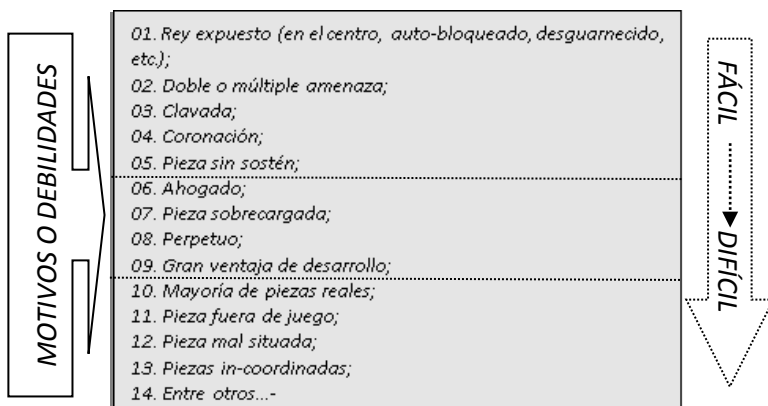 MOTIVOS O DEBILIDADES
01. Rey expuesto (en el centro, auto-bloqueado, desguarnecido,
etc.);
02. Doble o múltiple amenaza;
03. Clavada;
04. Coronación;
05. Pieza sin sostén;
06. Ahogado;
07. Pieza sobrecargada;
08. Perpetuo;
09. Gran ventaja de desarrollo;
10. Mayoría de piezas reales;
11. Pieza fuera de juego;
12. Pieza mal situada;
13. Piezas in-coordinadas;
14. Entre otros...-
FÁCIL
DIFÍCIL